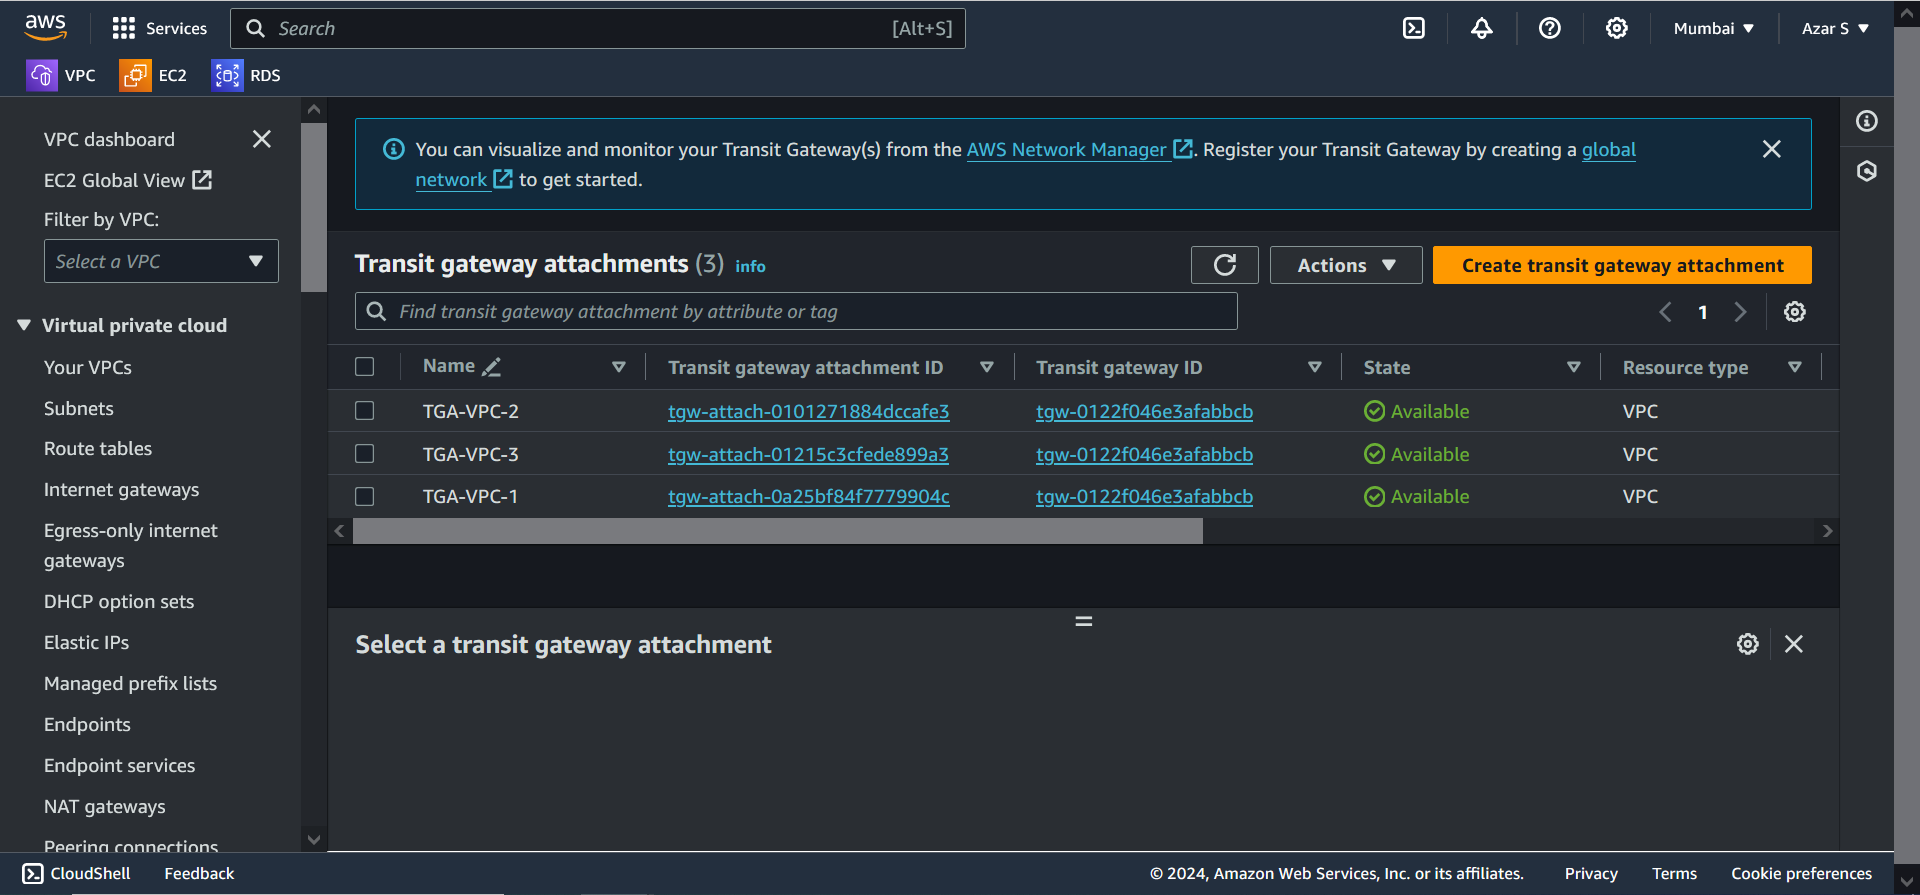 aws
Services
Search
[Alt+S]
Mumbai
Azar S
VPC
EC2
RDS
VPC dashboard
EC2 Global View
Filter by VPC:
Select a VPC
Virtual private cloud
Your VPCs
Subnets
Route tables
Internet gateways
Egress-only internet
gateways
DHCP option sets
Elastic IPs
Managed prefix lists
Endpoints
Endpoint services
NAT gateways
Peering connections
You can visualize and monitor your Transit Gateway(s) from the AWS Network Manager. Register your Transit Gateway by creating a global
network to get started.
Transit gateway attachments (3) info
Actions
Create transit gateway attachment
Find transit gateway attachment by attribute or tag
1
Name Transit gateway attachment ID Transit gateway ID State Resource type
TGA-VPC-2 tgw-attach-0101271884dccafe3 tgw-0122f046e3afabbcb Available VPC
TGA-VPC-3 tgw-attach-01215c3cfede899a3 tgw-0122f046e3afabbcb Available VPC
TGA-VPC-1 tgw-attach-0a25bf84f7779904c tgw-0122f046e3afabbcb Available VPC
Select a transit gateway attachment
CloudShell
Feedback
© 2024, Amazon Web Services, Inc. or its affiliates.
Privacy
Terms
Cookie preferences